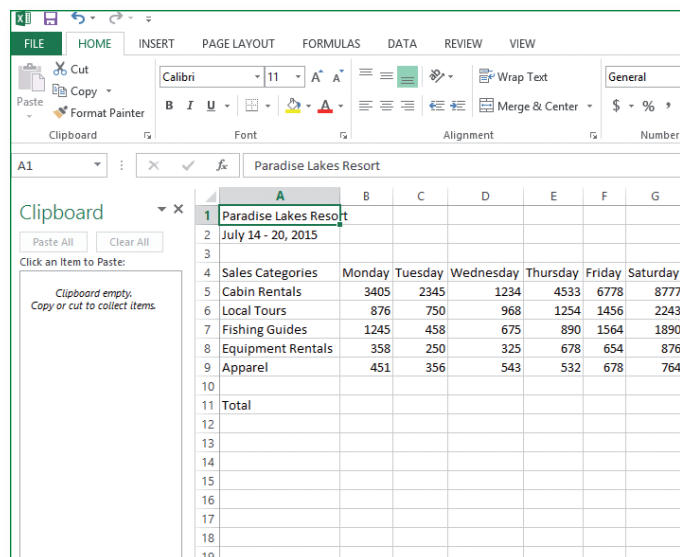 FILE HOME INSERT PAGE LAYOUT FORMULAS DATA REVIEW VIEW
Cut
Calibri 11 A A Wrap Text General
Copy
Paste
Format Painter B I U A Merge & Center $ % ,
Clipboard Font Alignment Number
A1 fx Paradise Lakes Resort
Clipboard
Paste All Clear All
Click an Item to Paste:
Clipboard empty.
Copy or cut to collect items.
A B C D E F G
1 Paradise Lakes Resort
2 July 14 - 20, 2015
3
4 Sales Categories Monday Tuesday Wednesday Thursday Friday Saturday
5 Cabin Rentals 3405 2345 1234 4533 6778 8777
6 Local Tours 876 750 968 1254 1456 2243
7 Fishing Guides 1245 458 675 890 1564 1890
8 Equipment Rentals 358 250 325 678 654 876
9 Apparel 451 356 543 532 678 764
10
11 Total
12
13
14
15
16
17
18
19